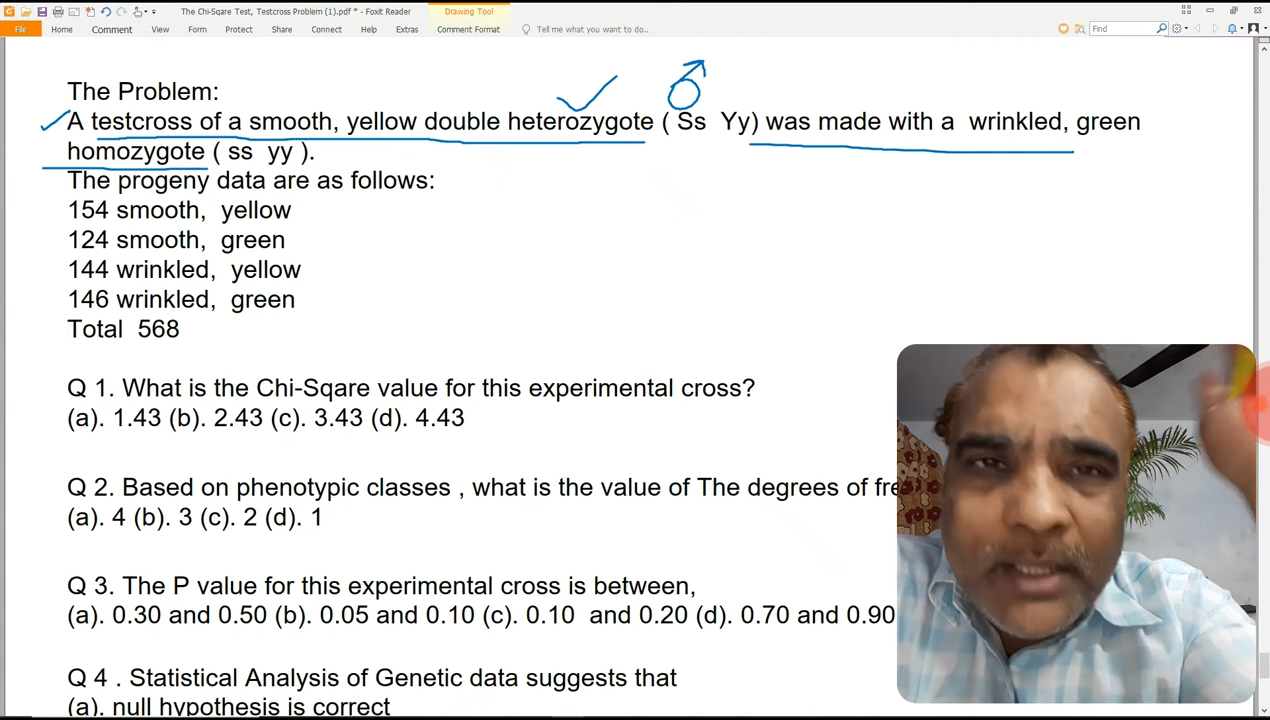 The Chi-Sqare Test, Testcross Problem (1).pdf * - Foxit Reader
Drawing Tool
File Home Comment View Form Protect Share Connect Help Extras Comment Format Tell me what you want to do.. Find
The Problem:
A testcross of a smooth, yellow double heterozygote ( Ss Yy) was made with a wrinkled, green
homozygote ( ss yy ).
The progeny data are as follows:
154 smooth, yellow
124 smooth, green
144 wrinkled, yellow
146 wrinkled, green
Total 568
Q 1. What is the Chi-Sqare value for this experimental cross?
(a). 1.43 (b). 2.43 (c). 3.43 (d). 4.43
Q 2. Based on phenotypic classes , what is the value of The degrees of fre
(a). 4 (b). 3 (c). 2 (d). 1
Q 3. The P value for this experimental cross is between,
(a). 0.30 and 0.50 (b). 0.05 and 0.10 (c). 0.10 and 0.20 (d). 0.70 and 0.90
Q 4 . Statistical Analysis of Genetic data suggests that
(a). null hypothesis is correct